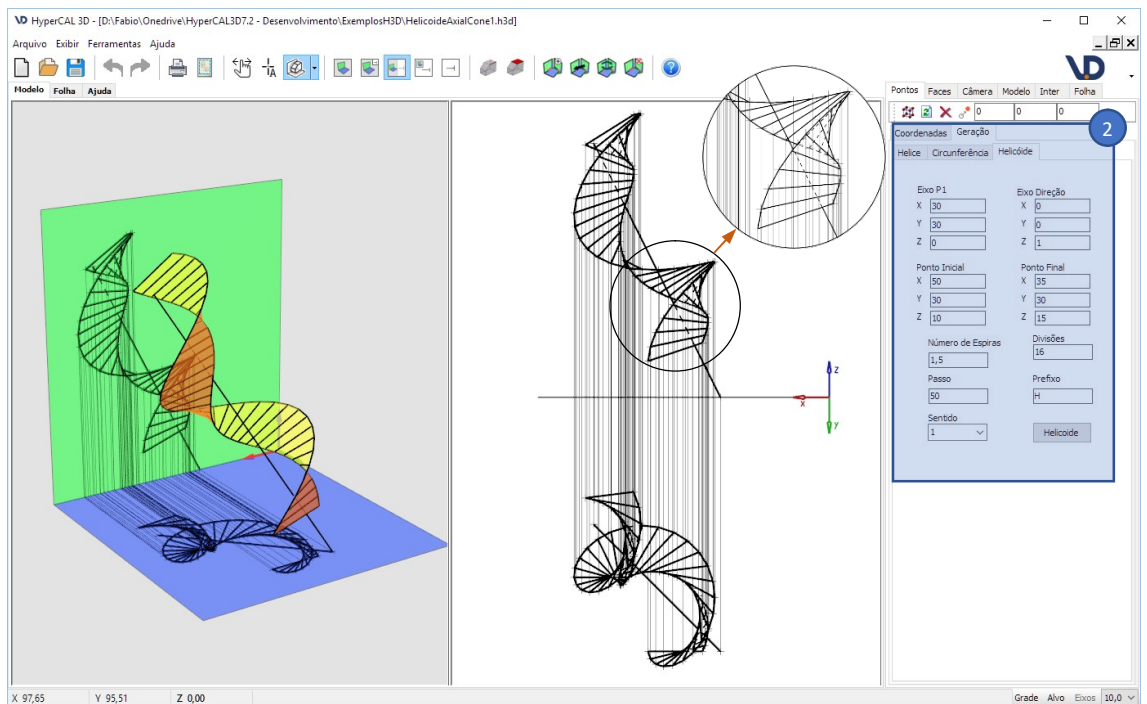 VD HyperCAL 3D - [D:\Fabio\Onedrive\HyperCAL3D7.2 - Desenvolvimento\ExemplosH3D\HelicoideAxialCone1.h3d]
Arquivo Exibir Ferramentas Ajuda
VD
Modelo Folha Ajuda
Pontos Faces Câmera Modelo Inter Folha
0 0 0
2
Coordenadas Geração
Helice Circunferência Helicóide
Eixo P1 Eixo Direção
X 30 X 0
Y 30 Y 0
Z 0 Z 1
Ponto Inicial Ponto Final
X 50 X 35
Y 30 Y 30
Z 10 Z 15
Número de Espiras Divisões
1,5 16
Passo Prefixo
50 H
Sentido
1 Helicoide
z
x
y
X 97,65 Y 95,51 Z 0,00 Grade Alvo Eixos 10,0